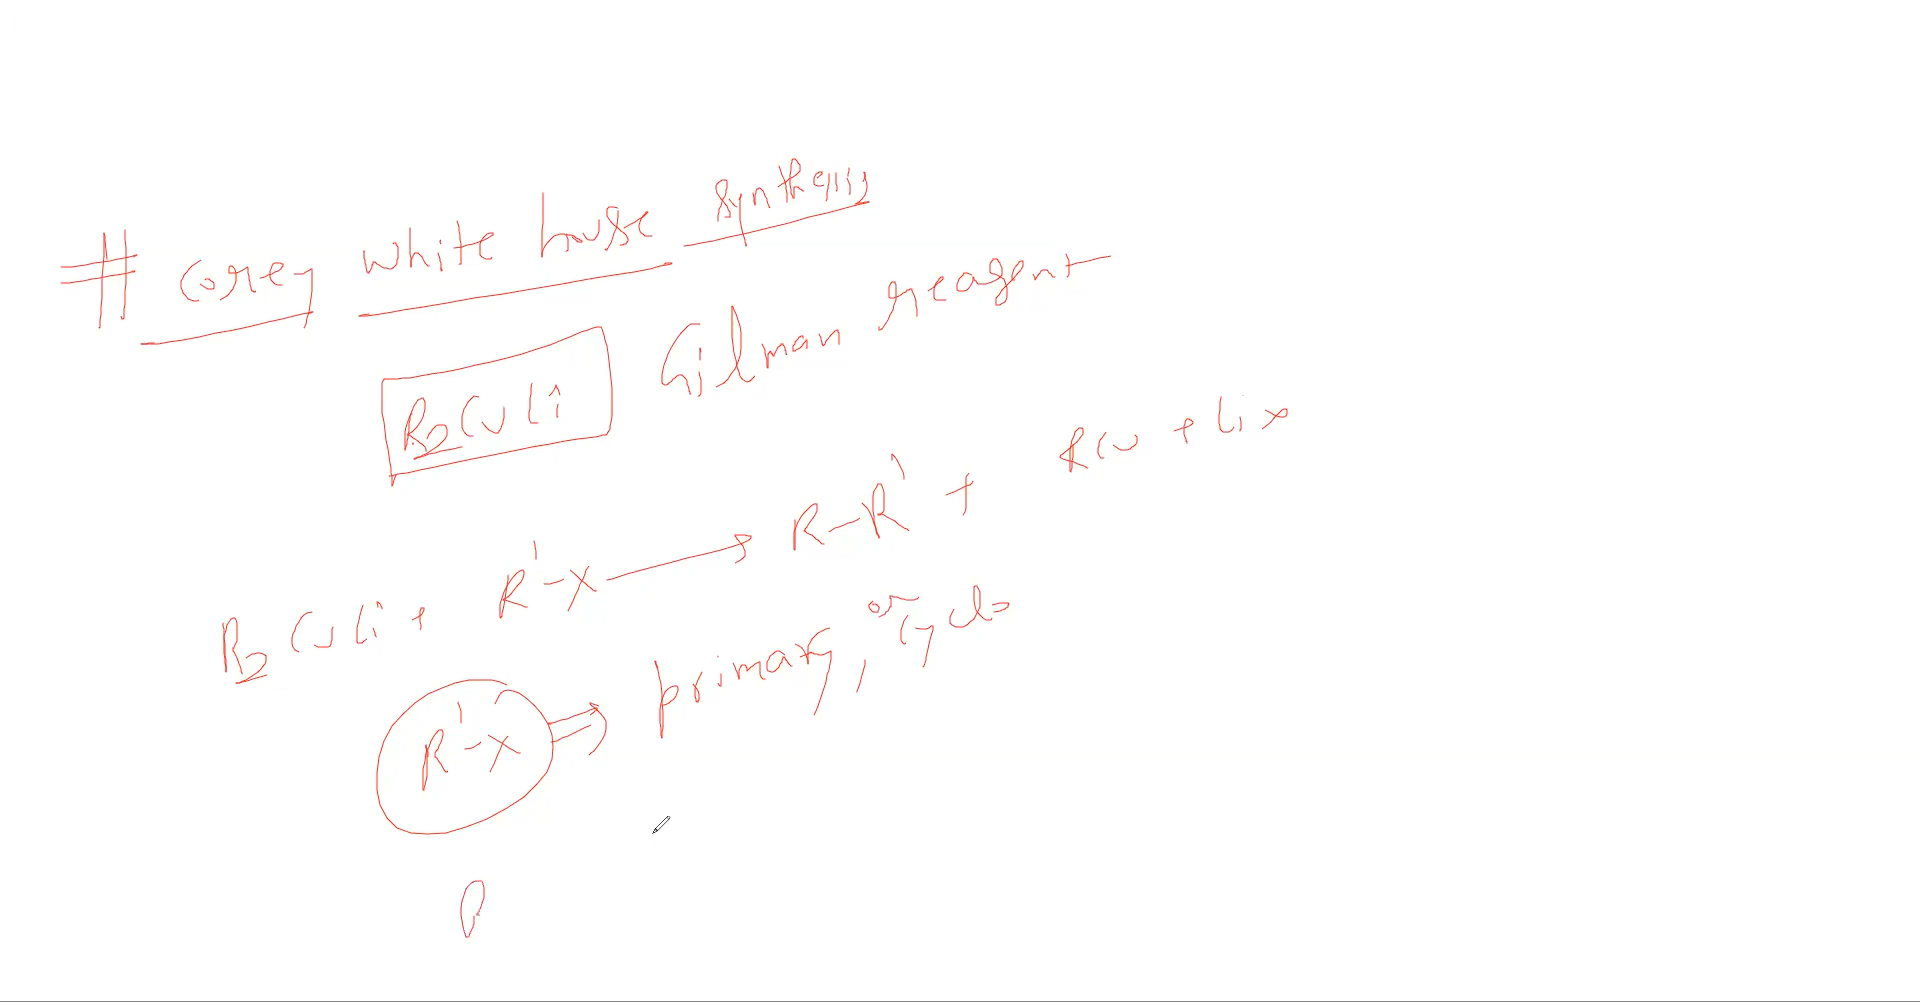 # corey white house synthesis
R2CuLi Gilman reagent
R2CuLi + R'-X → R-R' + RCu + Lix
R'-X ⇒ primary, or cyclo